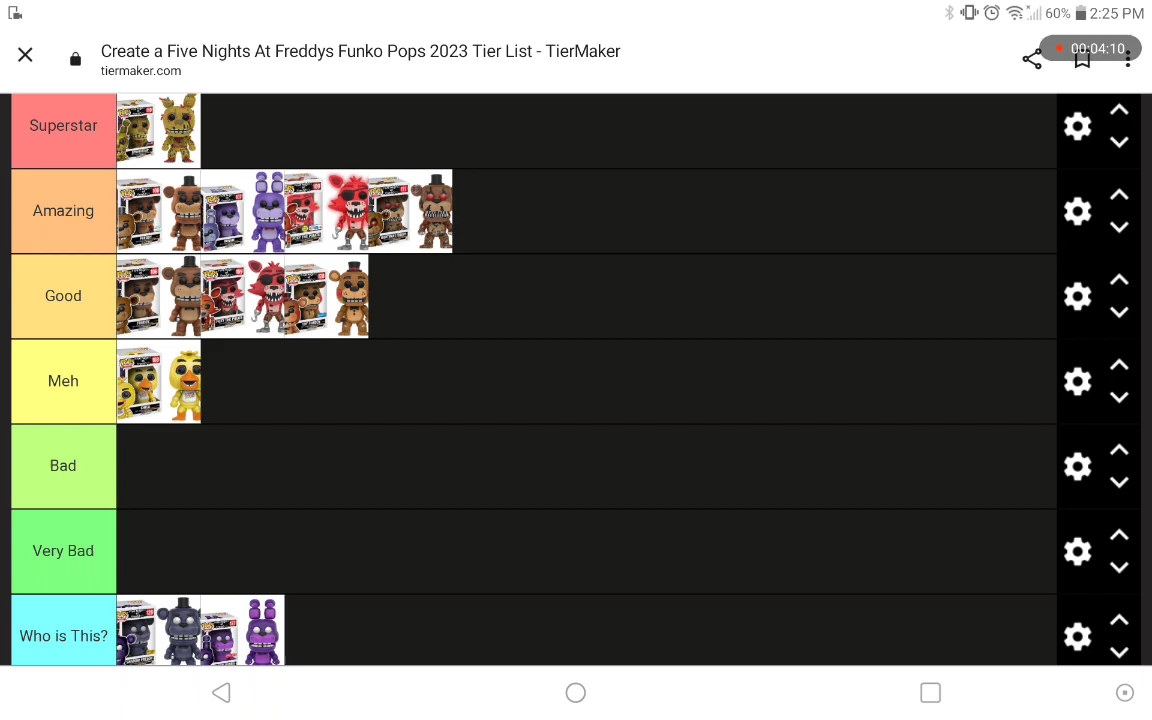 60% 2:25 PM
Create a Five Nights At Freddys Funko Pops 2023 Tier List - TierMaker
tiermaker.com
00:04:10
Superstar
Amazing
Good
Meh
Bad
Very Bad
Who is This?